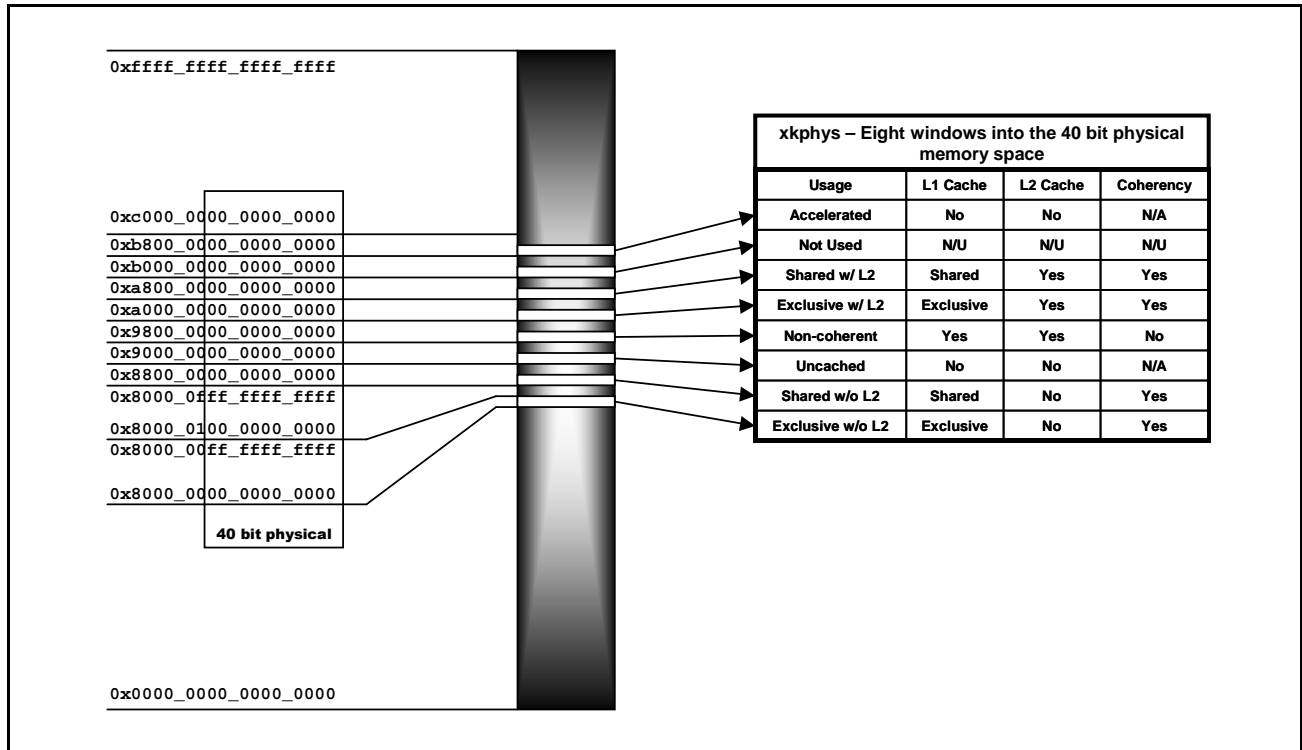 0xffff_ffff_ffff_ffff
0xc000_0000_0000_0000
0xb800_0000_0000_0000
0xb000_0000_0000_0000
0xa800_0000_0000_0000
0xa000_0000_0000_0000
0x9800_0000_0000_0000
0x9000_0000_0000_0000
0x8800_0000_0000_0000
0x8000_0fff_ffff_ffff
0x8000_0100_0000_0000
0x8000_00ff_ffff_ffff
0x8000_0000_0000_0000
40 bit physical
0x0000_0000_0000_0000
xkphys – Eight windows into the 40 bit physical
memory space
Usage L1 Cache L2 Cache Coherency
Accelerated No No N/A
Not Used N/U N/U N/U
Shared w/ L2 Shared Yes Yes
Exclusive w/ L2 Exclusive Yes Yes
Non-coherent Yes Yes No
Uncached No No N/A
Shared w/o L2 Shared No Yes
Exclusive w/o L2 Exclusive No Yes